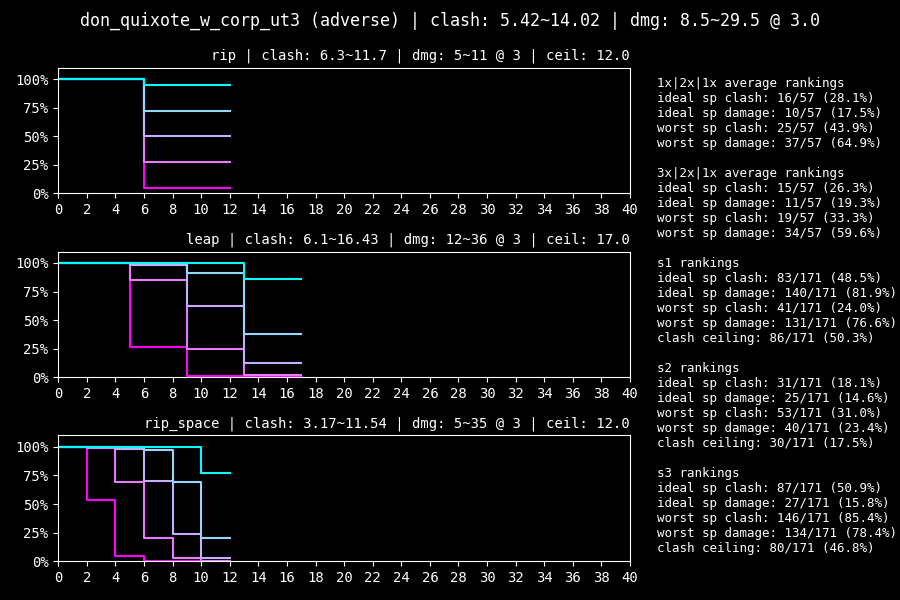 don_quixote_w_corp_ut3 (adverse) | clash: 5.42~14.02 | dmg: 8.5~29.5 @ 3.0
rip | clash: 6.3~11.7 | dmg: 5~11 @ 3 | ceil: 12.0
100%
75%
50%
25%
0%
0 2 4 6 8 10 12 14 16 18 20 22 24 26 28 30 32 34 36 38 40
leap | clash: 6.1~16.43 | dmg: 12~36 @ 3 | ceil: 17.0
100%
75%
50%
25%
0%
0 2 4 6 8 10 12 14 16 18 20 22 24 26 28 30 32 34 36 38 40
rip_space | clash: 3.17~11.54 | dmg: 5~35 @ 3 | ceil: 12.0
100%
75%
50%
25%
0%
0 2 4 6 8 10 12 14 16 18 20 22 24 26 28 30 32 34 36 38 40
1x|2x|1x average rankings
ideal sp clash: 16/57 (28.1%)
ideal sp damage: 10/57 (17.5%)
worst sp clash: 25/57 (43.9%)
worst sp damage: 37/57 (64.9%)
3x|2x|1x average rankings
ideal sp clash: 15/57 (26.3%)
ideal sp damage: 11/57 (19.3%)
worst sp clash: 19/57 (33.3%)
worst sp damage: 34/57 (59.6%)
s1 rankings
ideal sp clash: 83/171 (48.5%)
ideal sp damage: 140/171 (81.9%)
worst sp clash: 41/171 (24.0%)
worst sp damage: 131/171 (76.6%)
clash ceiling: 86/171 (50.3%)
s2 rankings
ideal sp clash: 31/171 (18.1%)
ideal sp damage: 25/171 (14.6%)
worst sp clash: 53/171 (31.0%)
worst sp damage: 40/171 (23.4%)
clash ceiling: 30/171 (17.5%)
s3 rankings
ideal sp clash: 87/171 (50.9%)
ideal sp damage: 27/171 (15.8%)
worst sp clash: 146/171 (85.4%)
worst sp damage: 134/171 (78.4%)
clash ceiling: 80/171 (46.8%)